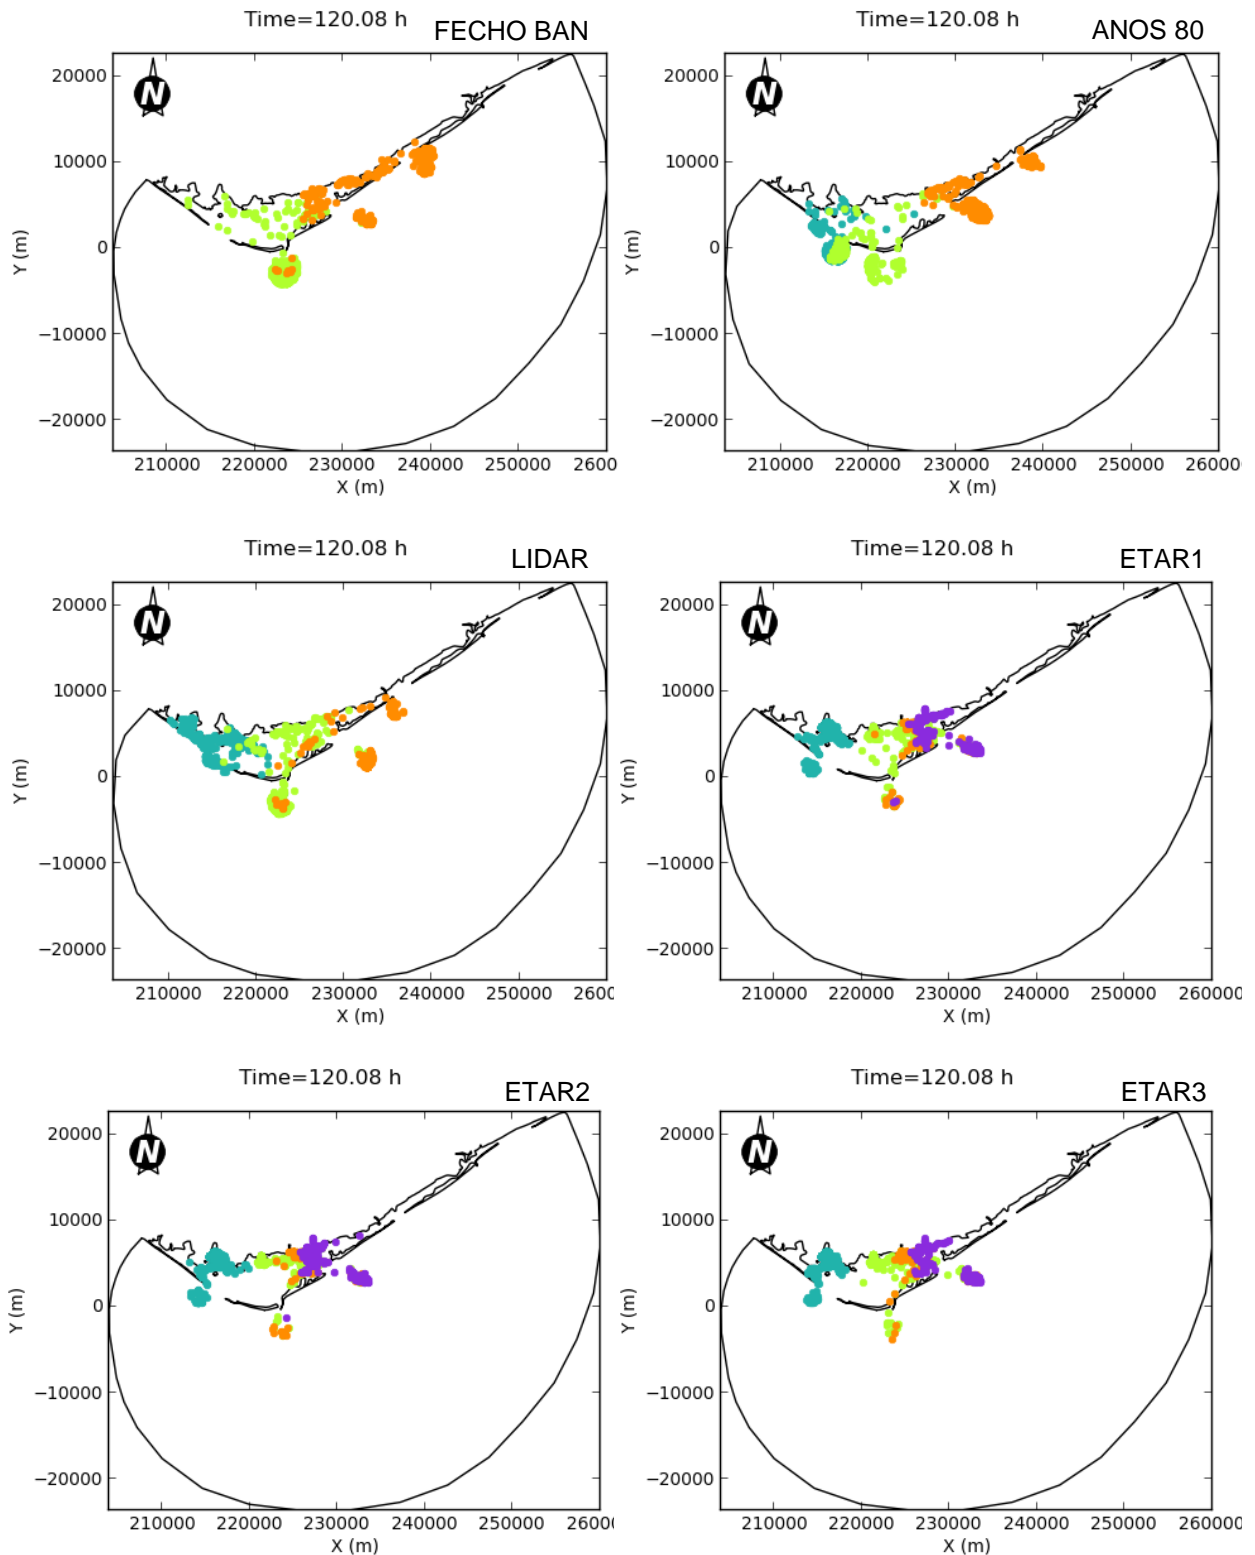 Time=120.08 h
FECHO BAN
N
20000
10000
0
−10000
−20000
Y (m)
210000 220000 230000 240000 250000 2600
X (m)
Time=120.08 h
ANOS 80
N
20000
10000
0
−10000
−20000
Y (m)
210000 220000 230000 240000 250000 26000
X (m)
Time=120.08 h
LIDAR
N
20000
10000
0
−10000
−20000
Y (m)
210000 220000 230000 240000 250000 2600
X (m)
Time=120.08 h
ETAR1
N
20000
10000
0
−10000
−20000
Y (m)
210000 220000 230000 240000 250000 260000
X (m)
Time=120.08 h
ETAR2
N
20000
10000
0
−10000
−20000
Y (m)
210000 220000 230000 240000 250000 260000
X (m)
Time=120.08 h
ETAR3
N
20000
10000
0
−10000
−20000
Y (m)
210000 220000 230000 240000 250000 260000
X (m)